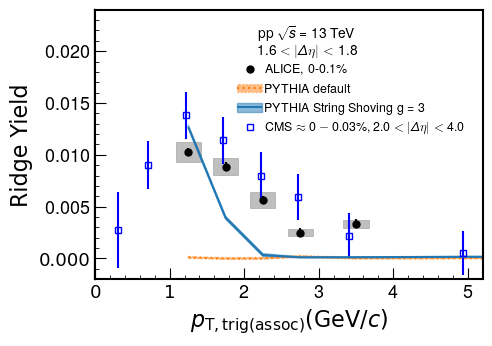 pp √s = 13 TeV
1.6 < |Δη| < 1.8
ALICE, 0-0.1%
PYTHIA default
PYTHIA String Shoving g = 3
CMS ≈ 0 − 0.03%, 2.0 < |Δη| < 4.0
Ridge Yield
0.020
0.015
0.010
0.005
0.000
0 1 2 3 4 5
p_{T,trig(assoc)}(GeV/c)